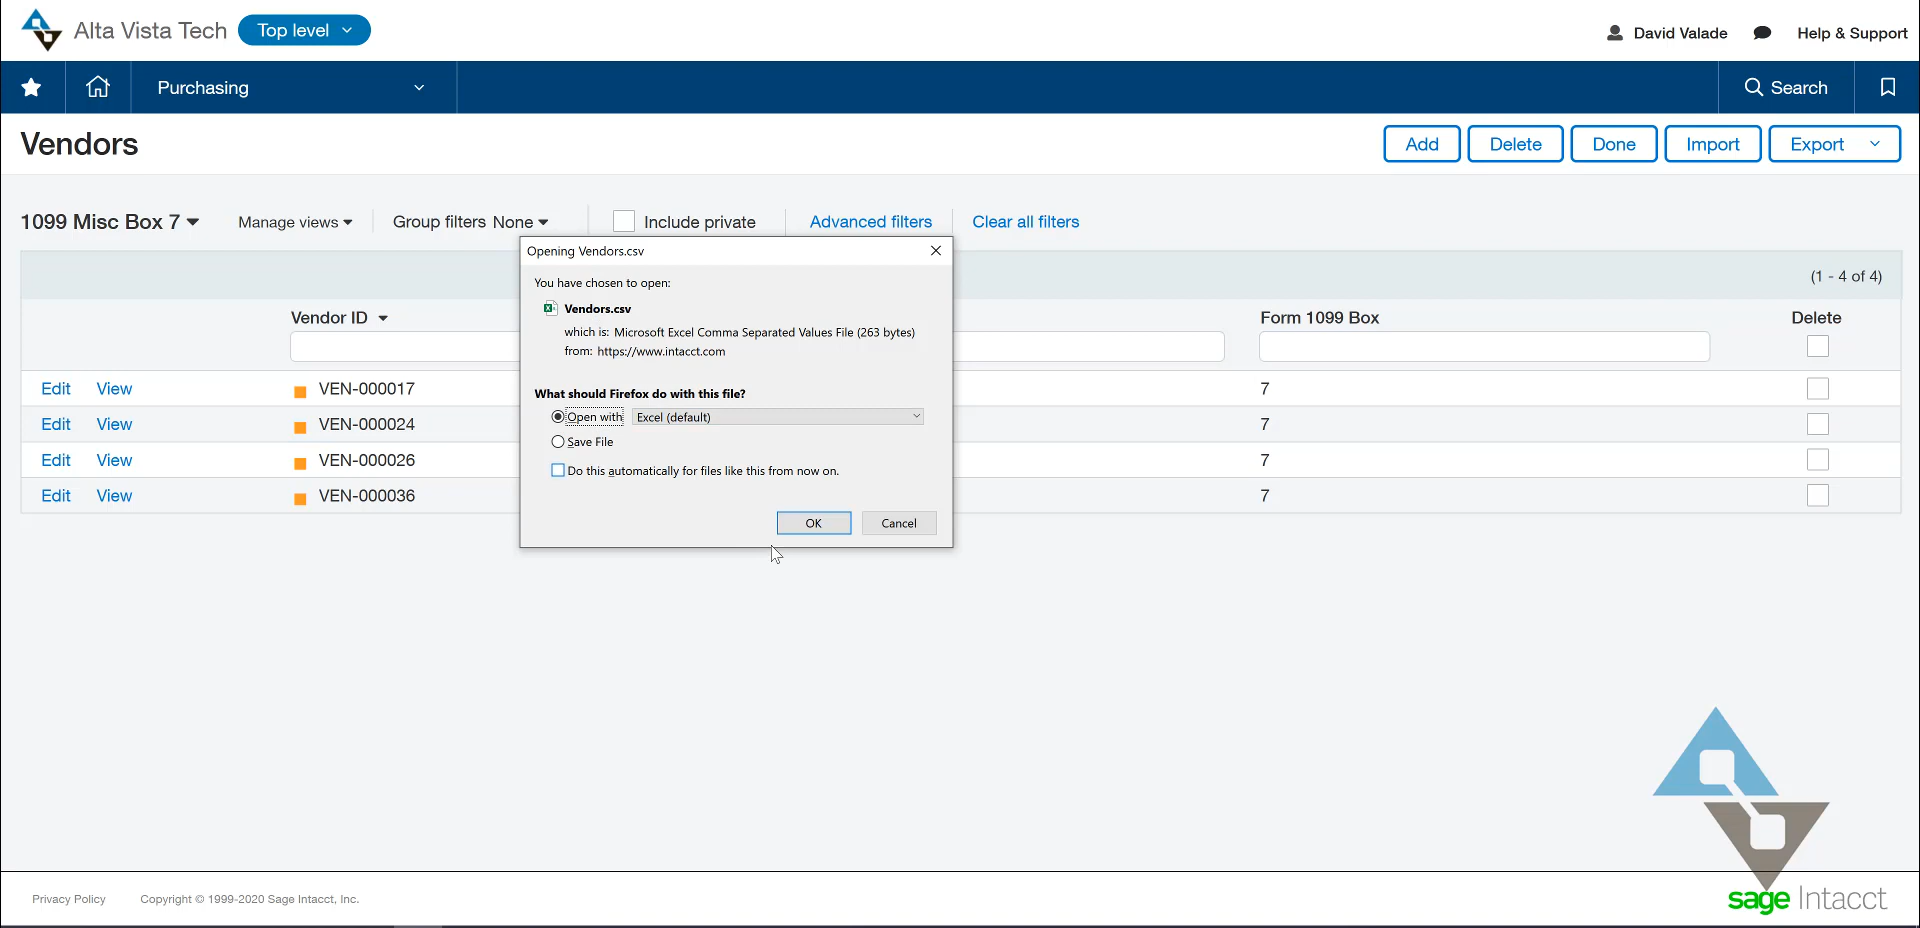 Alta Vista Tech Top level David Valade Help & Support
Purchasing Search
Vendors Add Delete Done Import Export
1099 Misc Box 7 Manage views Group filters None Include private Advanced filters Clear all filters
Opening Vendors.csv
You have chosen to open:
Vendors.csv
which is: Microsoft Excel Comma Separated Values File (263 bytes)
from: https://www.intacct.com
What should Firefox do with this file?
Open with Excel (default)
Save File
Do this automatically for files like this from now on.
OK Cancel
(1 - 4 of 4)
Vendor ID Form 1099 Box Delete
Edit View VEN-000017 7
Edit View VEN-000024 7
Edit View VEN-000026 7
Edit View VEN-000036 7
Privacy Policy Copyright © 1999-2020 Sage Intacct, Inc.
sage Intacct